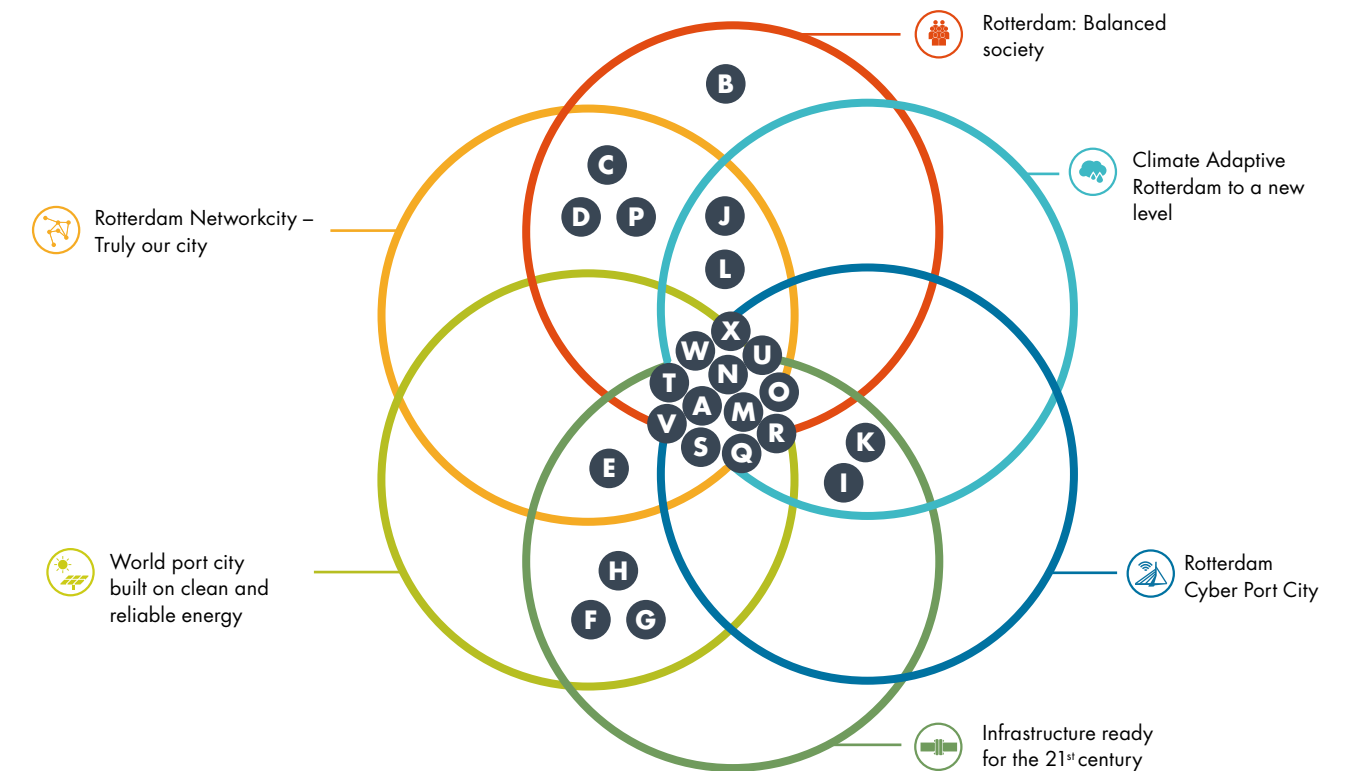 Rotterdam: Balanced
society
B
Climate Adaptive
Rotterdam to a new
level
C
D P
J
L
Rotterdam Networkcity –
Truly our city
X
W U
N
T
O
A M
V R
S Q
K
I
E
World port city
built on clean and
reliable energy
H
F G
Rotterdam
Cyber Port City
Infrastructure ready
for the 21st century